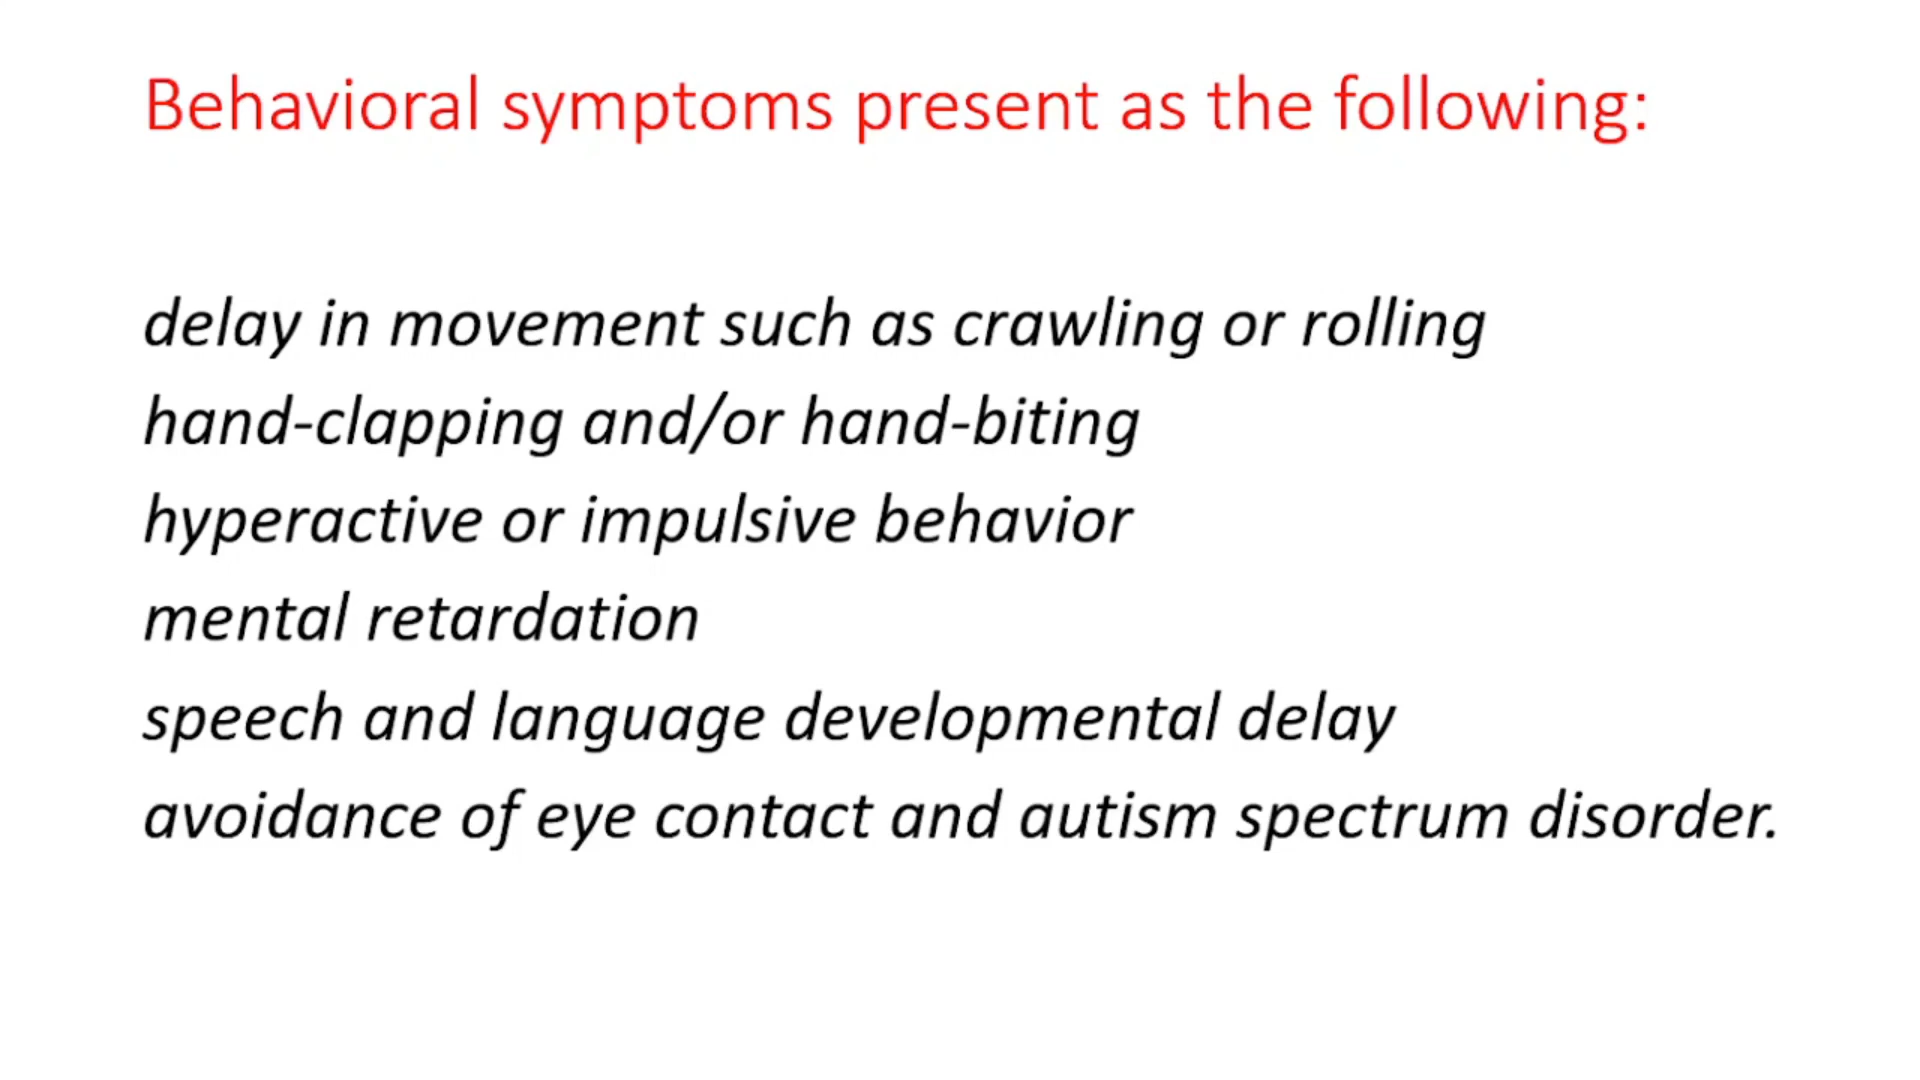 Behavioral symptoms present as the following:
delay in movement such as crawling or rolling
hand-clapping and/or hand-biting
hyperactive or impulsive behavior
mental retardation
speech and language developmental delay
avoidance of eye contact and autism spectrum disorder.